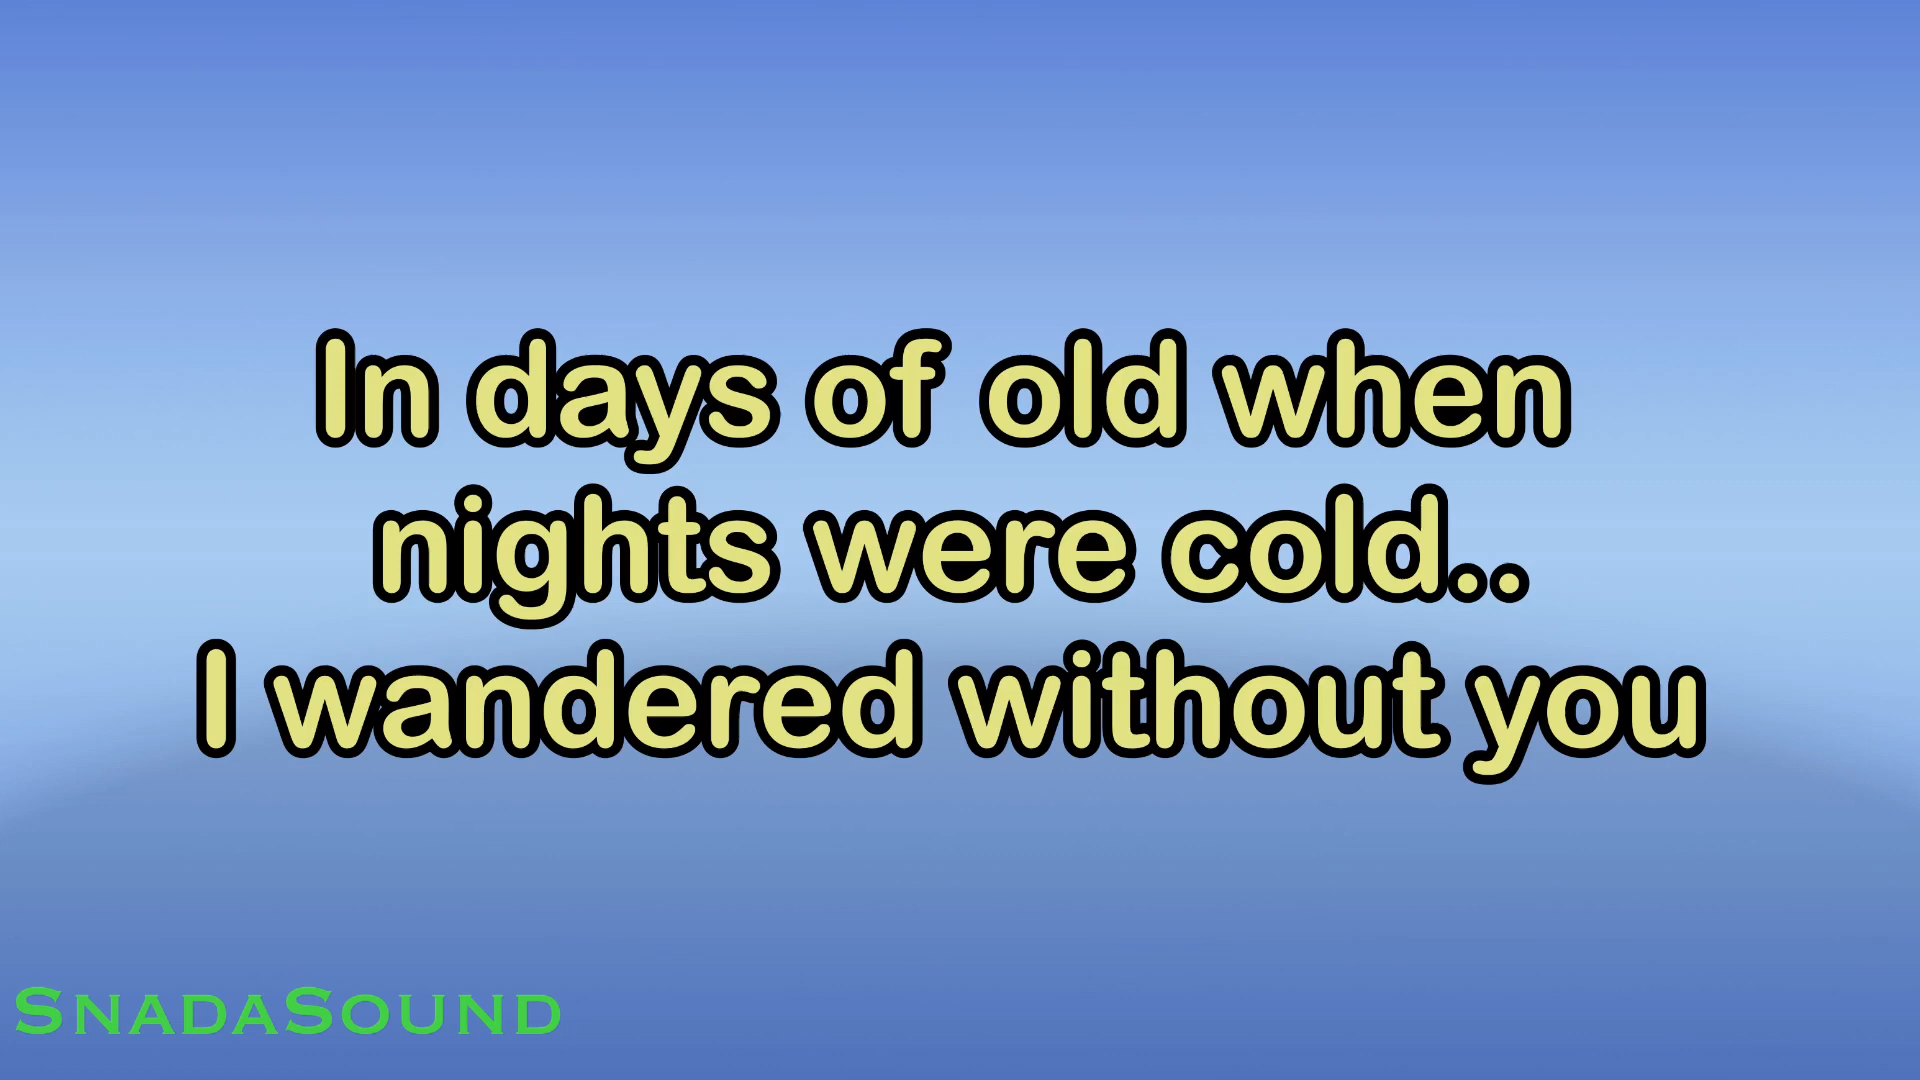 In days of old when
nights were cold..
I wandered without you
SNADASOUND